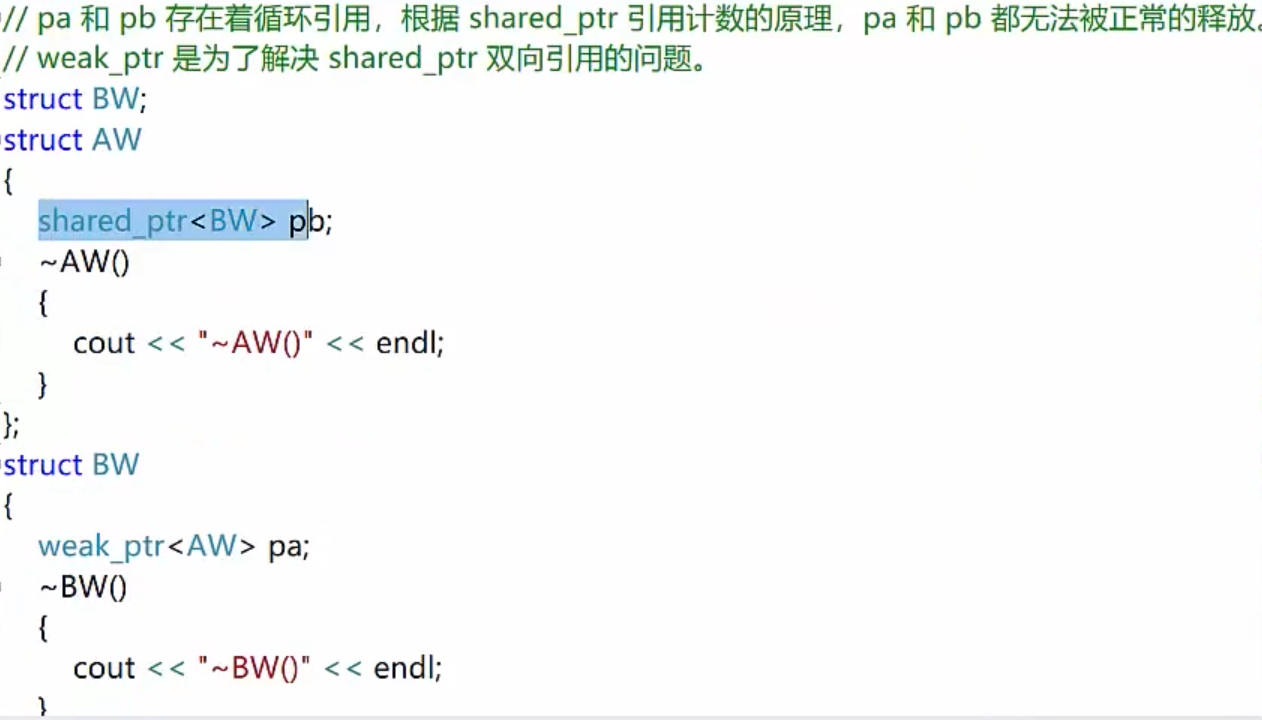 // pa 和 pb 存在着循环引用，根据 shared_ptr 引用计数的原理，pa 和 pb 都无法被正常的释放。
// weak_ptr 是为了解决 shared_ptr 双向引用的问题。
struct BW;
struct AW
{
shared_ptr<BW> pb;
~AW()
{
cout << "~AW()" << endl;
}
};
struct BW
{
weak_ptr<AW> pa;
~BW()
{
cout << "~BW()" << endl;
}